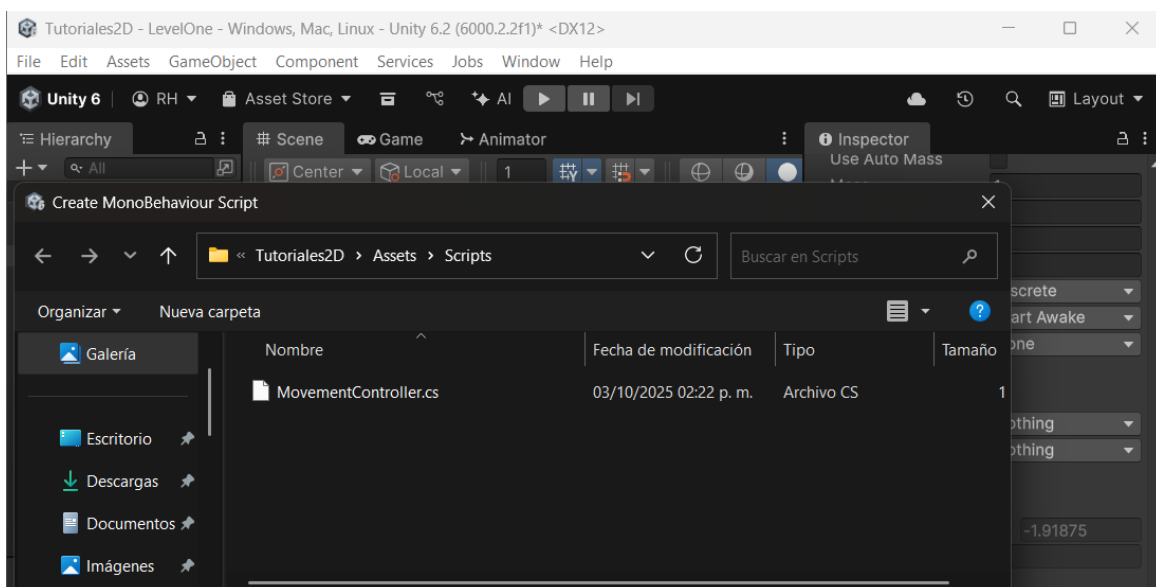 Tutoriales2D - LevelOne - Windows, Mac, Linux - Unity 6.2 (6000.2.2f1)* <DX12>
File Edit Assets GameObject Component Services Jobs Window Help
Unity 6 RH Asset Store AI Layout
Hierarchy # Scene Game Animator Inspector
All Center Local 1 Use Auto Mass
Create MonoBehaviour Script
« Tutoriales2D > Assets > Scripts Buscar en Scripts
Organizar Nueva carpeta
screte
art Awake
Galería Nombre Fecha de modificación Tipo Tamaño one
MovementController.cs 03/10/2025 02:22 p. m. Archivo CS 1
othing
Escritorio othing
Descargas
Documentos -1.91875
Imágenes